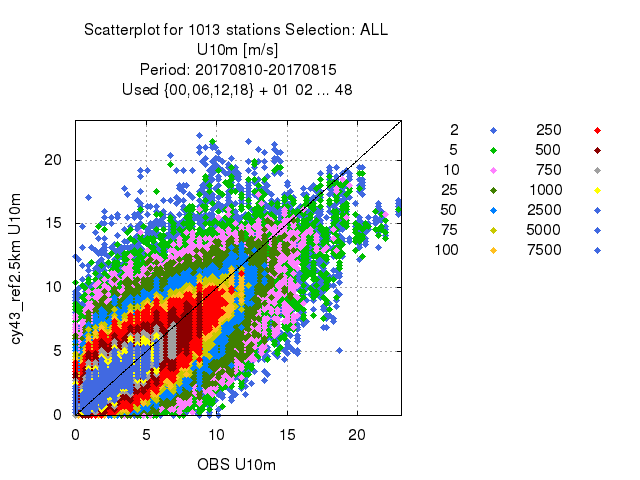 Scatterplot for 1013 stations Selection: ALL
U10m [m/s]
Period: 20170810-20170815
Used {00,06,12,18} + 01 02 ... 48
cy43_ref2.5km U10m
20
15
10
5
0
0 5 10 15 20
OBS U10m
2 250
5 500
10 750
25 1000
50 2500
75 5000
100 7500